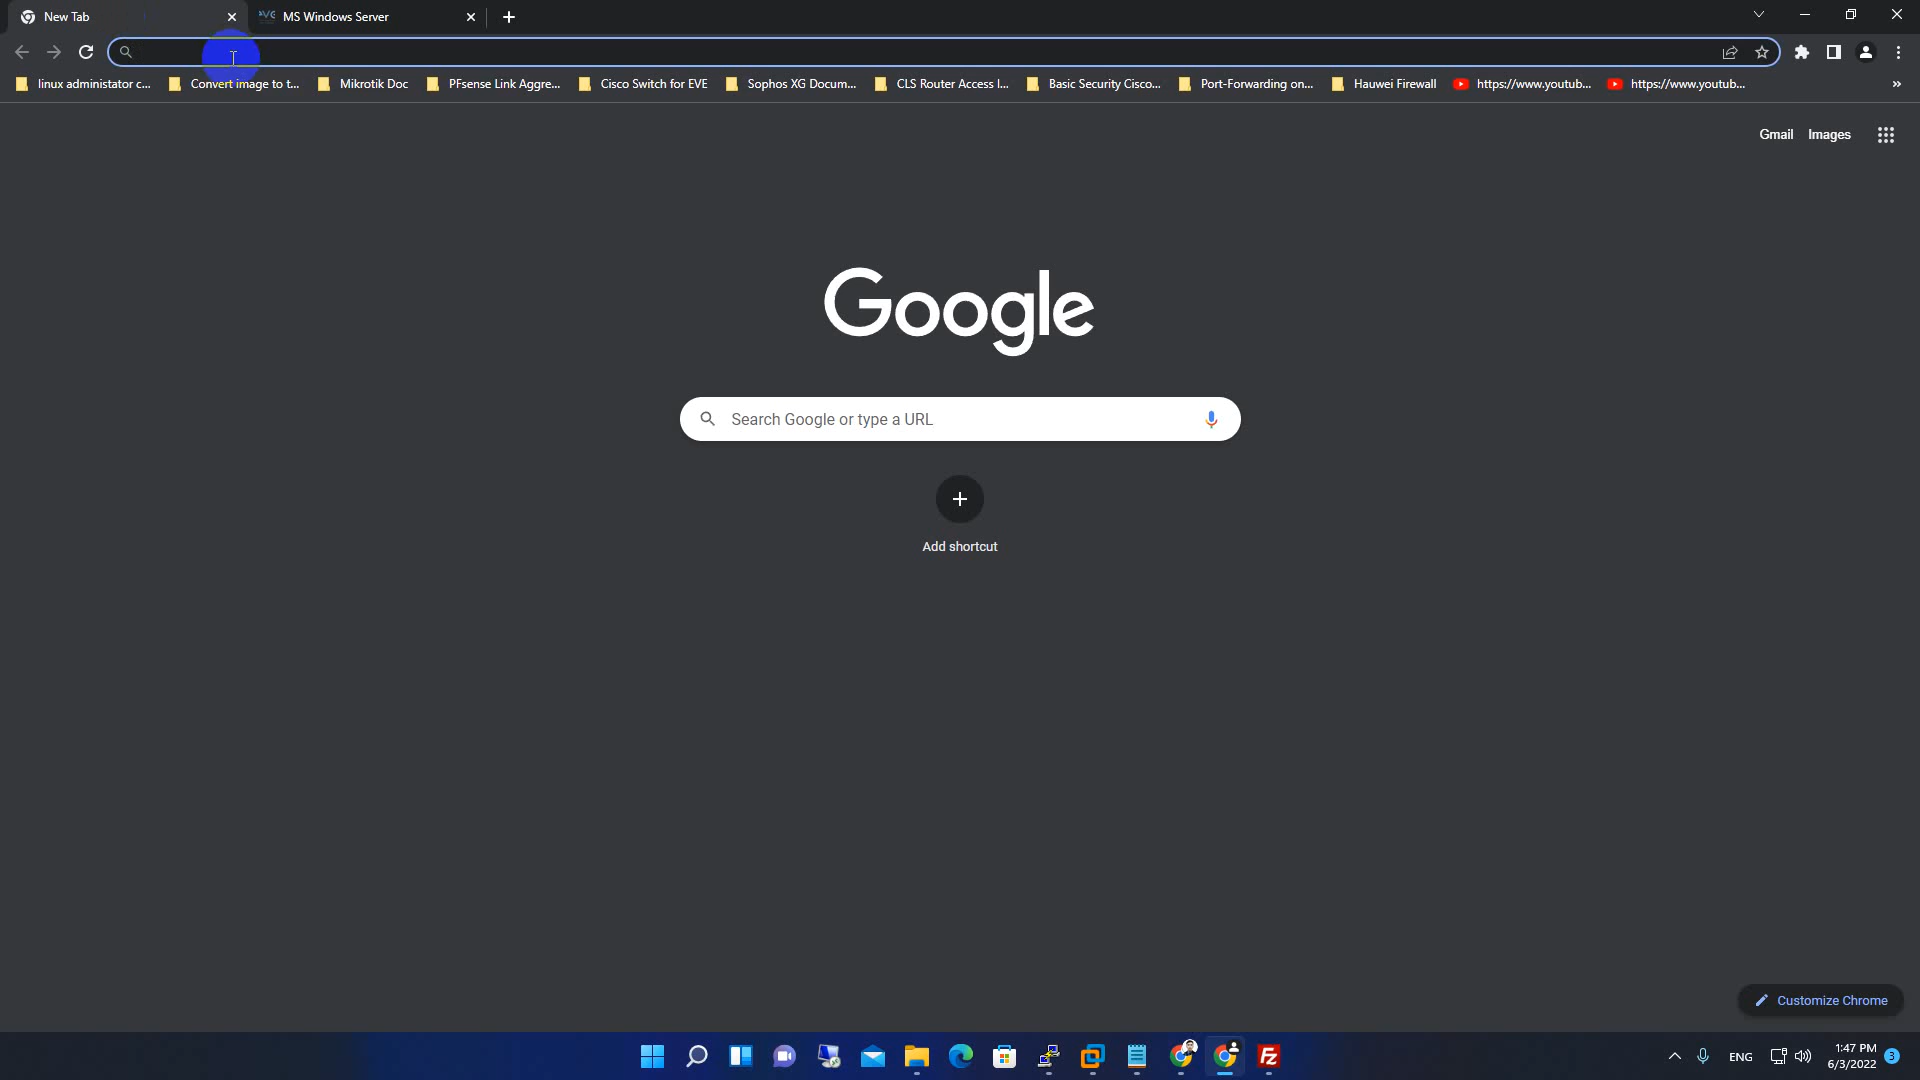 New Tab
MS Windows Server
linux administator c...
Convert image to t...
Mikrotik Doc
PFsense Link Aggre...
Cisco Switch for EVE
Sophos XG Docum...
CLS Router Access l...
Basic Security Cisco...
Port-Forwarding on...
Hauwei Firewall
https://www.youtub...
https://www.youtub...
»
Gmail
Images
Google
Search Google or type a URL
Add shortcut
Customize Chrome
ENG
1:47 PM
6/3/2022
3